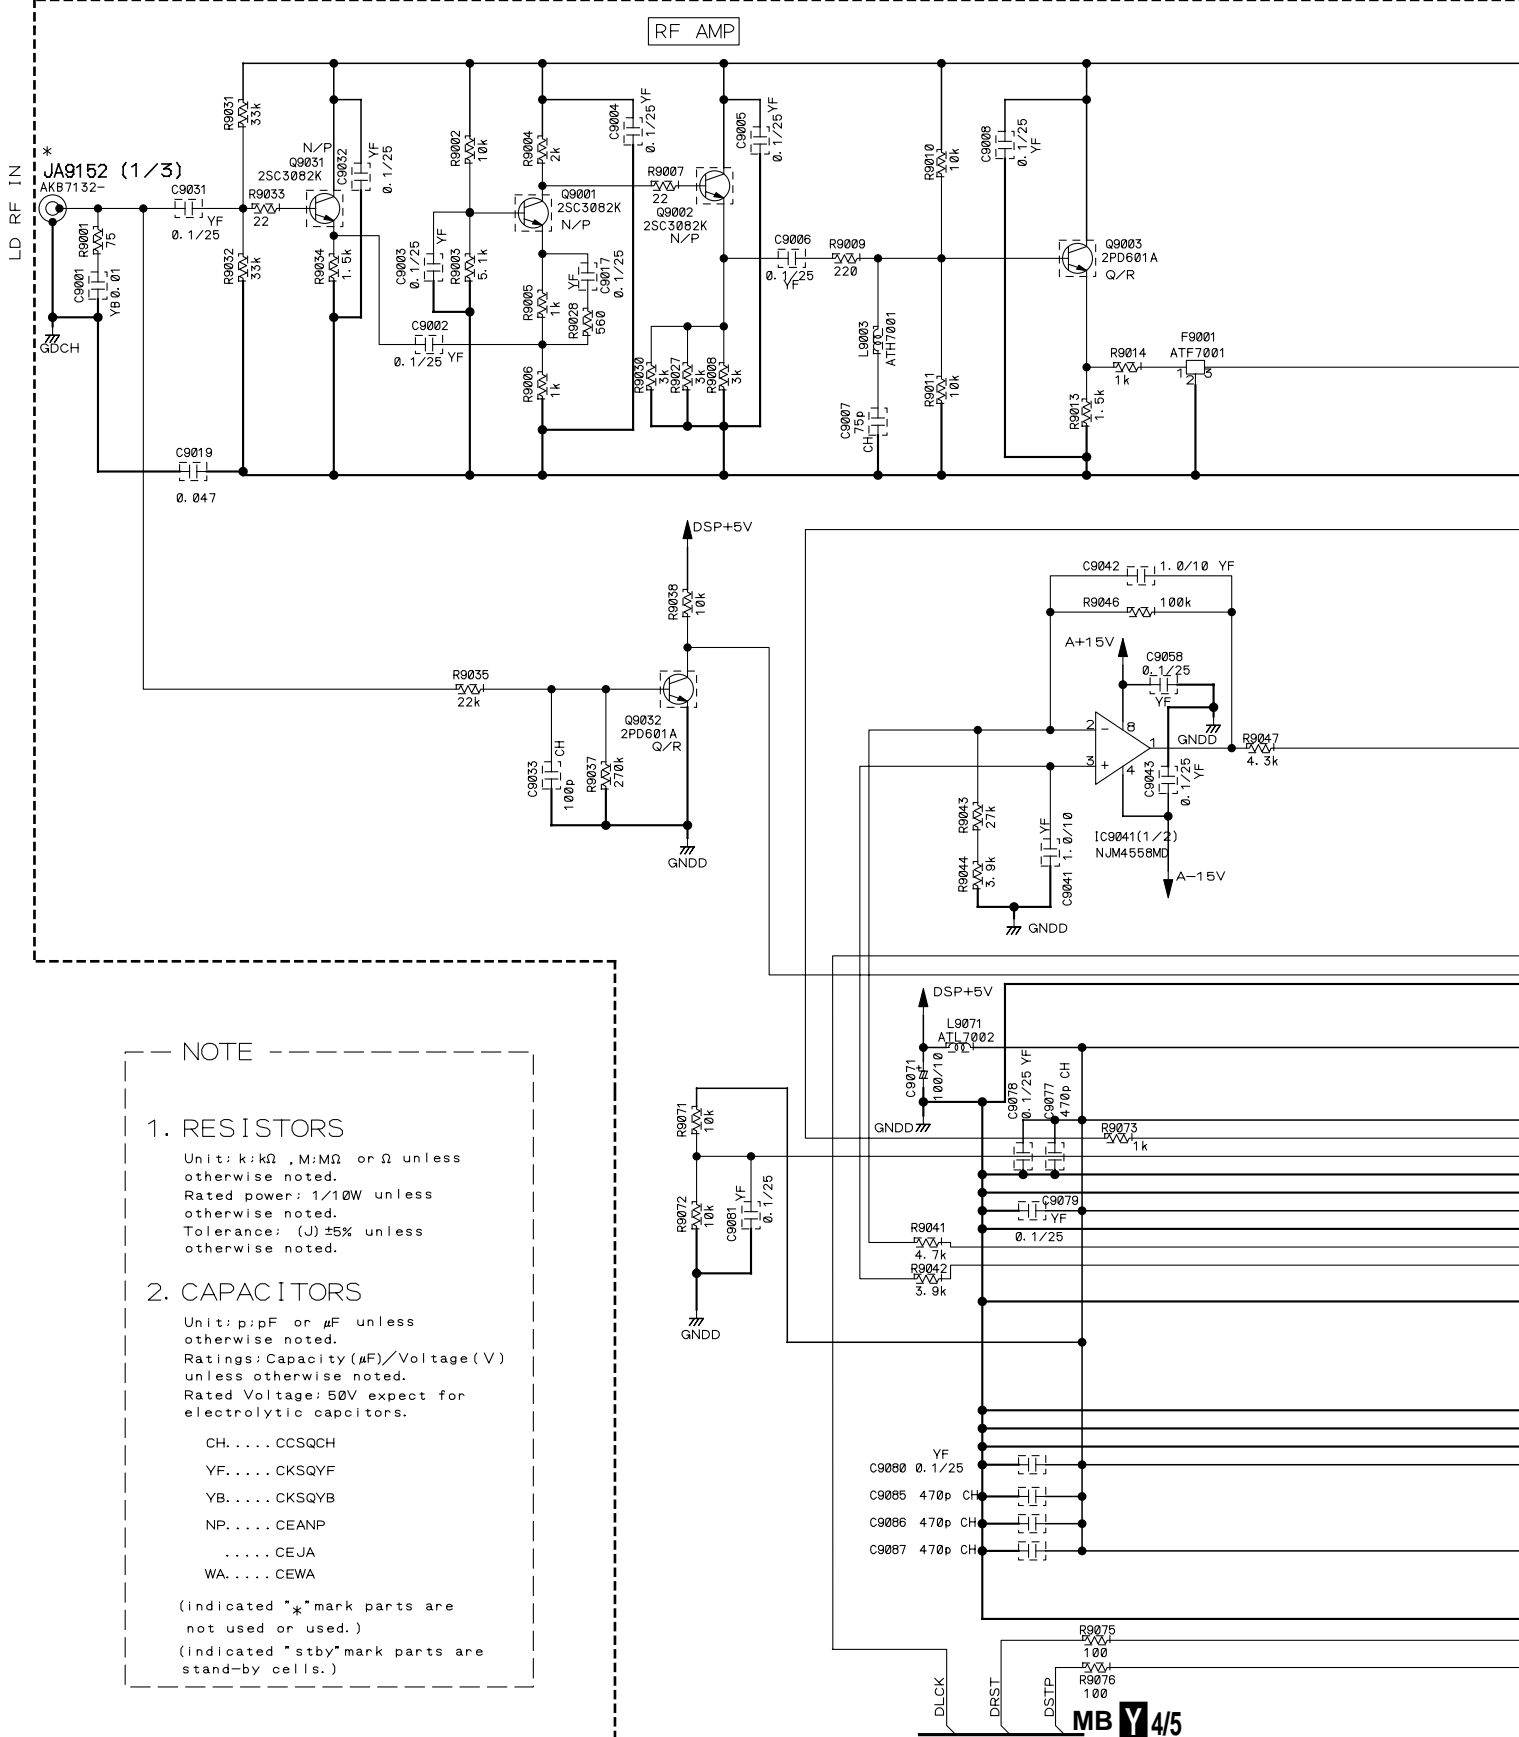 RF AMP
LD RF IN
*
JA9152 (1/3)
AKB7132-
R9001
75
C9001
YB 0.01
GDCH
C9031
YF
0.1/25
R9031
33k
R9032
33k
R9033
22
N/P
Q9031
2SC3082K
C9032
YF
0.1/25
R9034
1.5k
C9019
0.047
C9002
0.1/25 YF
C9003
0.1/25
YF
R9002
10k
R9003
5.1k
R9004
2k
Q9001
2SC3082K
N/P
R9005
1k
YF
C9017
0.1/25
R9028
560
R9006
1k
C9004
0.1/25 YF
R9007
22
Q9002
2SC3082K
N/P
C9005
0.1/25
YF
R9030
3k
R9027
3k
R9008
3k
C9006
0.1/25
YF
R9009
220
L9003
ATH7001
C9007
75p
CH
R9010
10k
R9011
10k
C9008
0.1/25
YF
Q9003
2PD601A
Q/R
R9013
1.5k
R9014
1k
F9001
ATF7001
1
2
3
DSP+5V
R9038
10k
R9035
22k
Q9032
2PD601A
Q/R
C9033
100p
CH
R9037
270k
GNDD
C9042
1.0/10 YF
R9046
100k
A+15V
C9058
0.1/25
YF
GNDD
2
-
8
3
+
1
4
R9047
4.3k
C9043
0.1/25
YF
R9043
27k
R9044
3.9k
YF
C9041 1.0/10
IC9041(1/2)
NJM4558MD
A-15V
GNDD
DSP+5V
L9071
ATL7002
C9071
+
100/10
GNDD
C9078
0.1/25 YF
C9077
470p CH
R9073
1k
R9071
10k
R9072
10k
C9081 YF
0.1/25
GNDD
C9079
YF
0.1/25
R9041
4.7k
R9042
3.9k
YF
C9080 0.1/25
C9085 470p CH
C9086 470p CH
C9087 470p CH
R9075
100
R9076
100
DLCK
DRST
DSTP
MB Y 4/5
NOTE
1. RESISTORS
Unit; k;kΩ ,M;MΩ or Ω unless
otherwise noted.
Rated power; 1/10W unless
otherwise noted.
Tolerance; (J) ±5% unless
otherwise noted.
2. CAPACITORS
Unit; p;pF or μF unless
otherwise noted.
Ratings;Capacity(μF)/Voltage(V)
unless otherwise noted.
Rated Voltage; 50V expect for
electrolytic capcitors.
CH.....CCSQCH
YF.....CKSQYF
YB.....CKSQYB
NP.....CEANP
.....CEJA
WA.....CEWA
(indicated "*"mark parts are
not used or used.)
(indicated "stby"mark parts are
stand-by cells.)